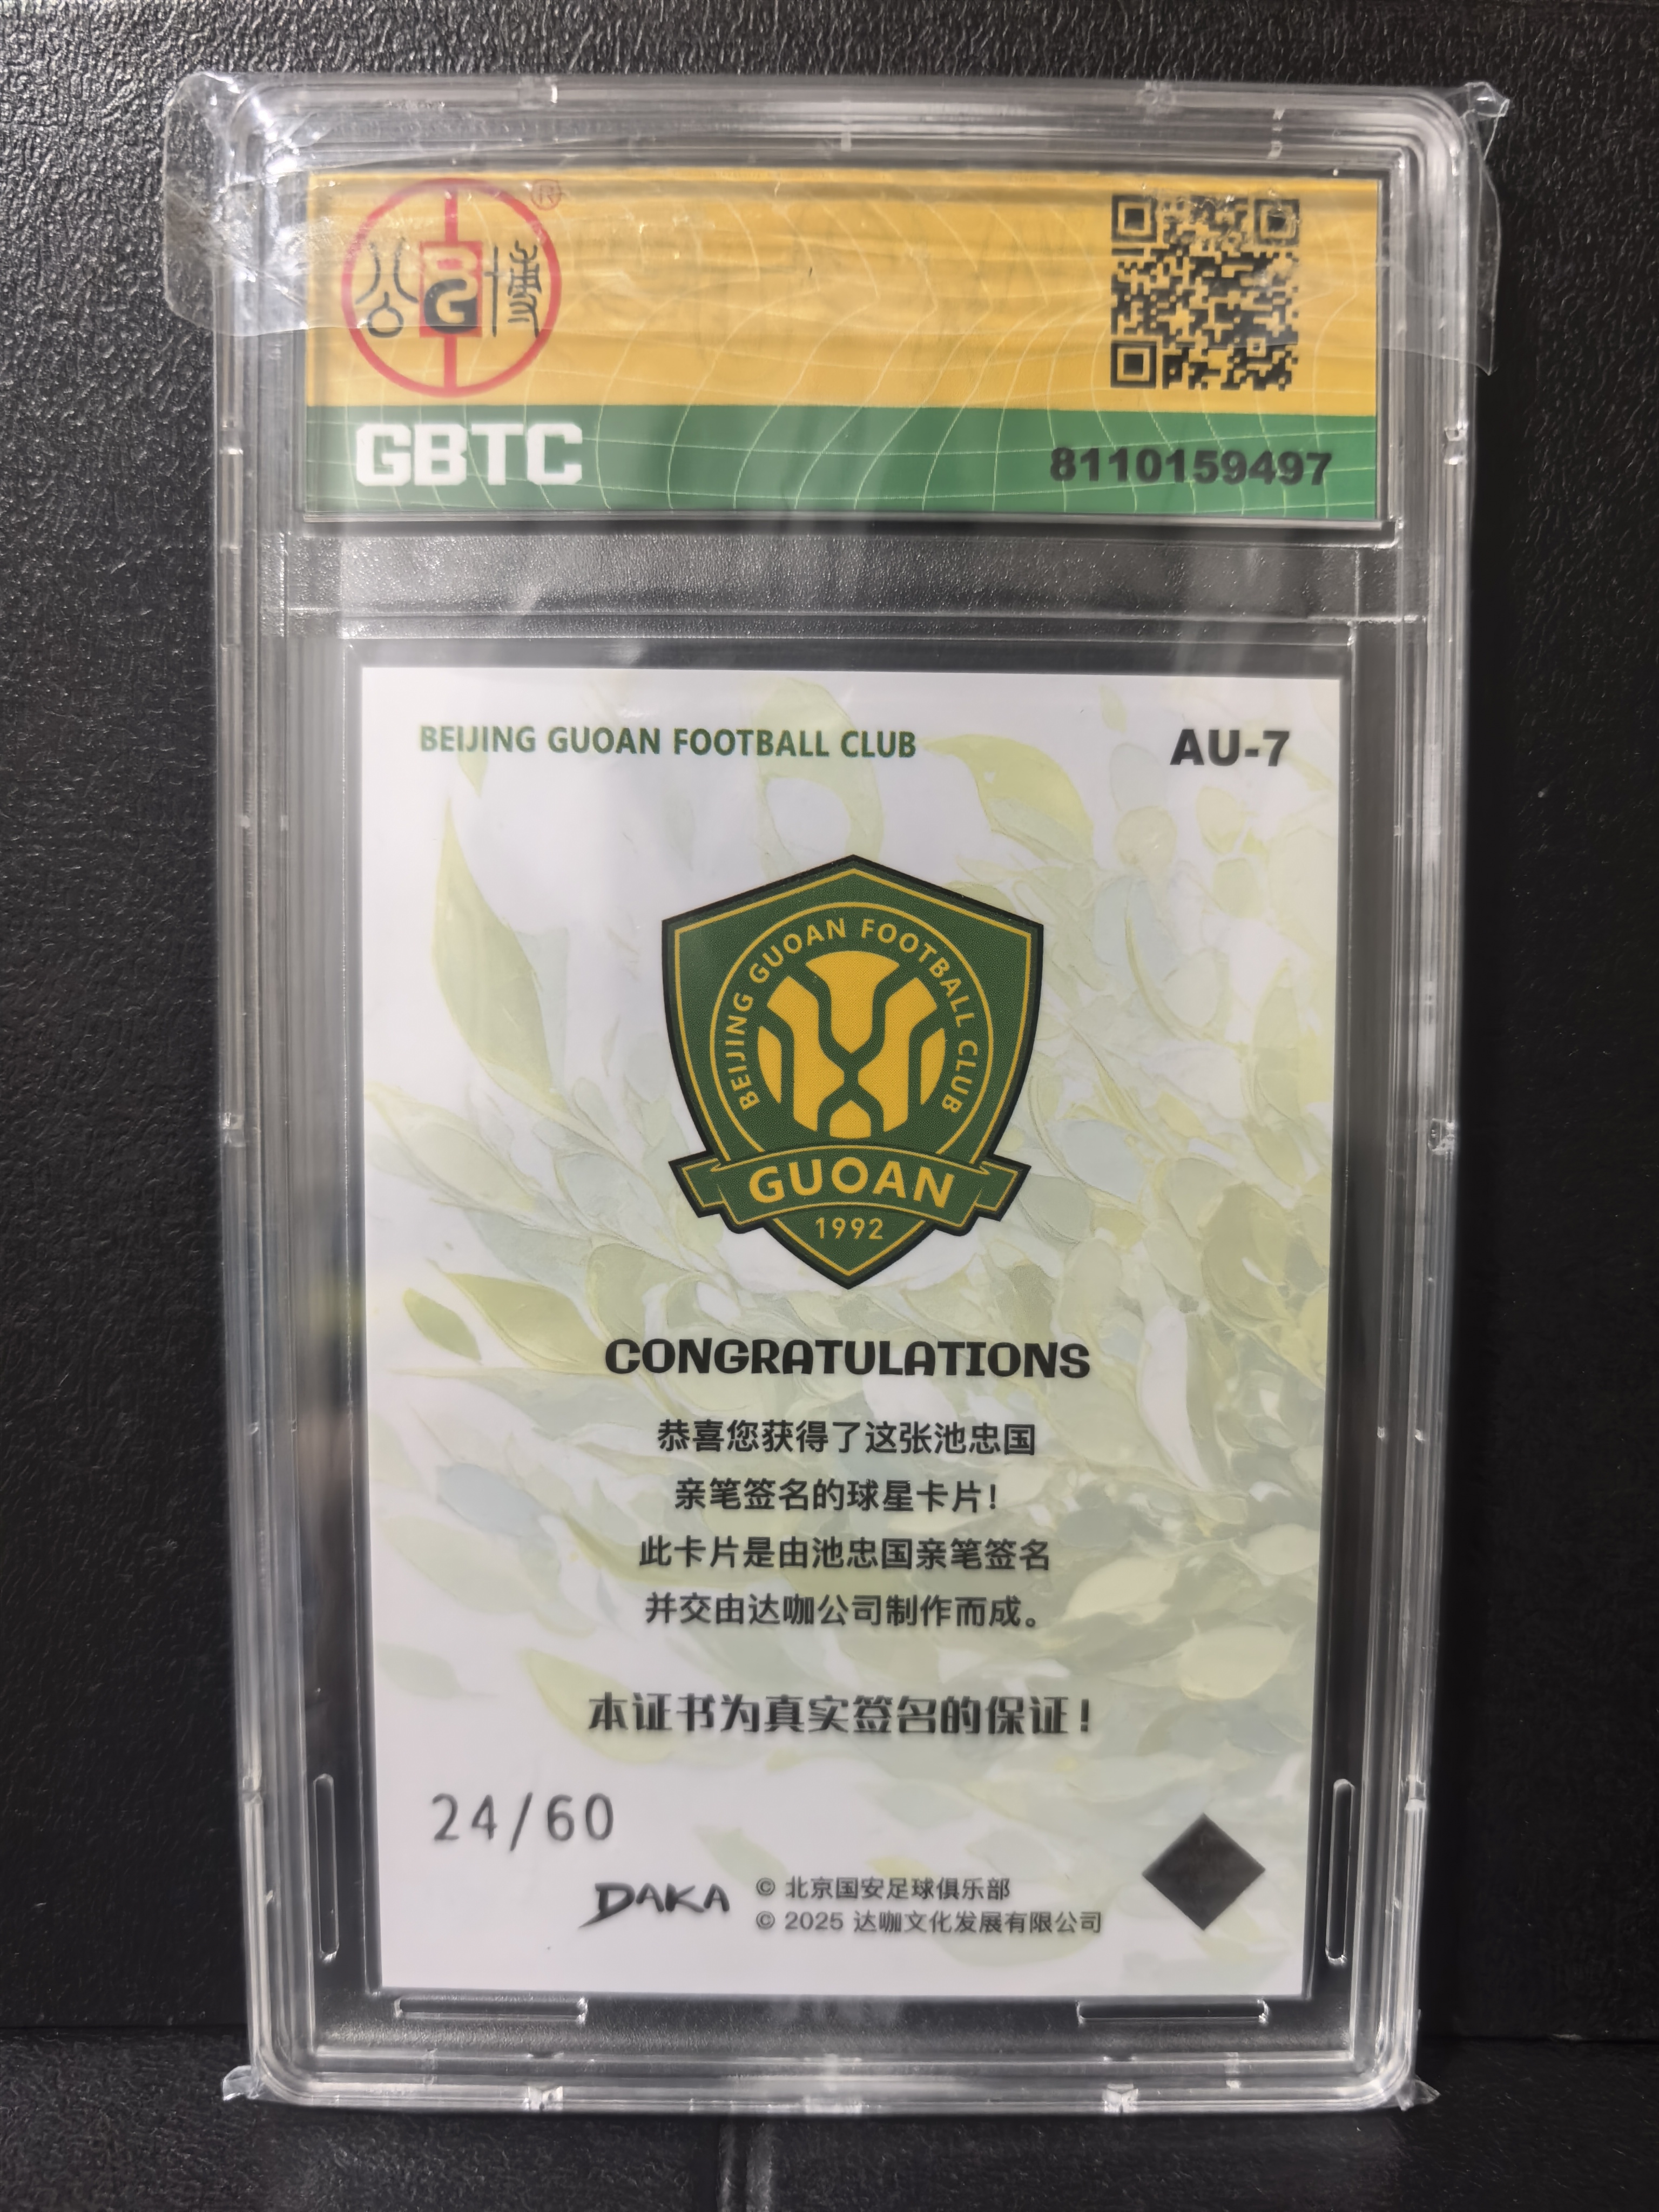 公 BG 博 ®
GBTC
8110159497
BEIJING GUOAN FOOTBALL CLUB
AU-7
BEIJING GUOAN FOOTBALL CLUB
GUOAN
1992
CONGRATULATIONS
恭喜您获得了这张池忠国
亲笔签名的球星卡片！
此卡片是由池忠国亲笔签名
并交由达咖公司制作而成。
本证书为真实签名的保证！
24/60
DAKA
© 北京国安足球俱乐部
© 2025 达咖文化发展有限公司